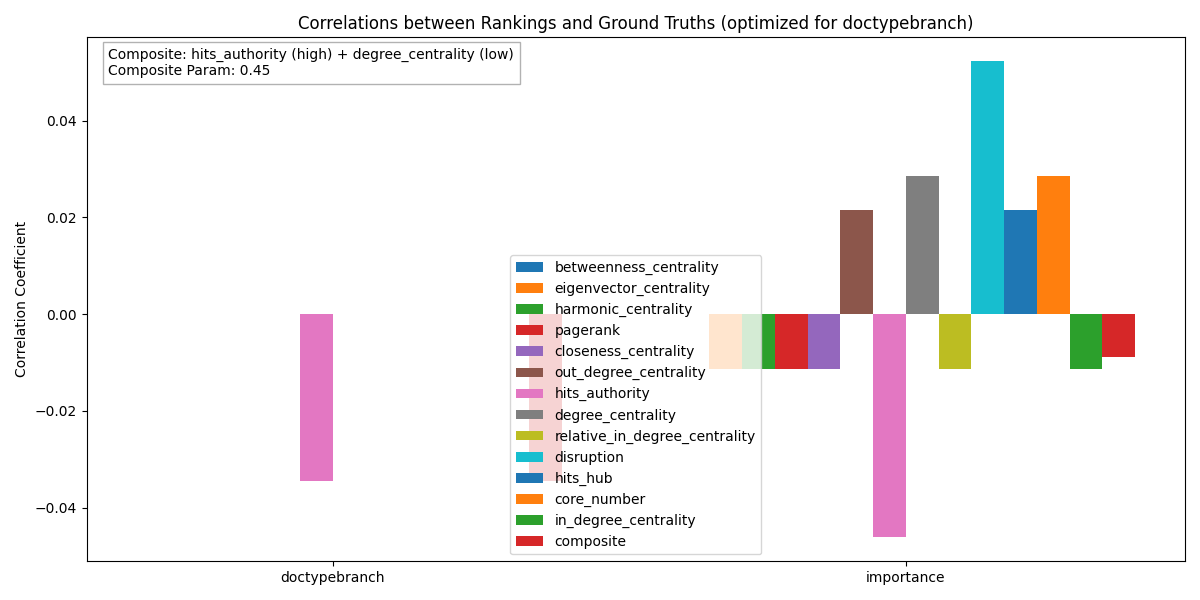 Correlations between Rankings and Ground Truths (optimized for doctypebranch)
Composite: hits_authority (high) + degree_centrality (low)
Composite Param: 0.45
Correlation Coefficient
0.04
0.02
0.00
−0.02
−0.04
betweenness_centrality
eigenvector_centrality
harmonic_centrality
pagerank
closeness_centrality
out_degree_centrality
hits_authority
degree_centrality
relative_in_degree_centrality
disruption
hits_hub
core_number
in_degree_centrality
composite
doctypebranch
importance